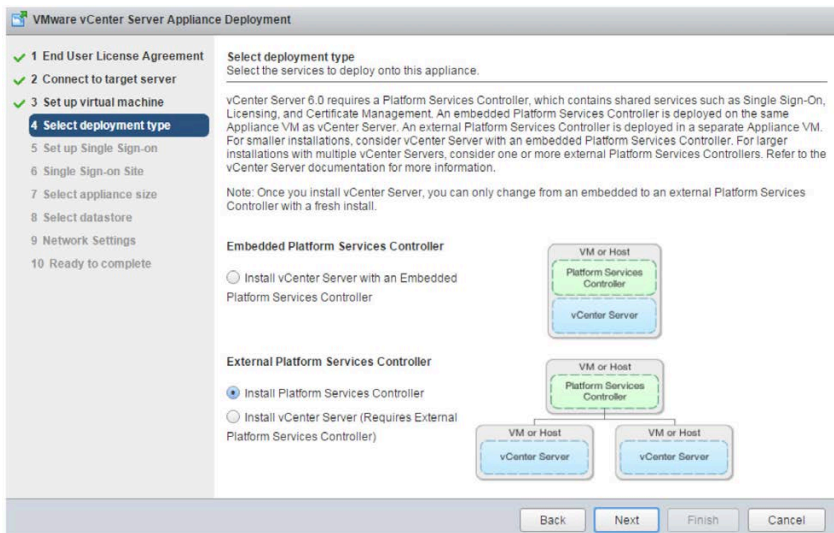 VMware vCenter Server Appliance Deployment
1 End User License Agreement
2 Connect to target server
3 Set up virtual machine
4 Select deployment type
5 Set up Single Sign-on
6 Single Sign-on Site
7 Select appliance size
8 Select datastore
9 Network Settings
10 Ready to complete
Select deployment type
Select the services to deploy onto this appliance.
vCenter Server 6.0 requires a Platform Services Controller, which contains shared services such as Single Sign-On,
Licensing, and Certificate Management. An embedded Platform Services Controller is deployed on the same
Appliance VM as vCenter Server. An external Platform Services Controller is deployed in a separate Appliance VM.
For smaller installations, consider vCenter Server with an embedded Platform Services Controller. For larger
installations with multiple vCenter Servers, consider one or more external Platform Services Controllers. Refer to the
vCenter Server documentation for more information.
Note: Once you install vCenter Server, you can only change from an embedded to an external Platform Services
Controller with a fresh install.
Embedded Platform Services Controller
Install vCenter Server with an Embedded
Platform Services Controller
VM or Host
Platform Services
Controller
vCenter Server
External Platform Services Controller
Install Platform Services Controller
Install vCenter Server (Requires External
Platform Services Controller)
VM or Host
Platform Services
Controller
VM or Host
vCenter Server
VM or Host
vCenter Server
Back
Next
Finish
Cancel